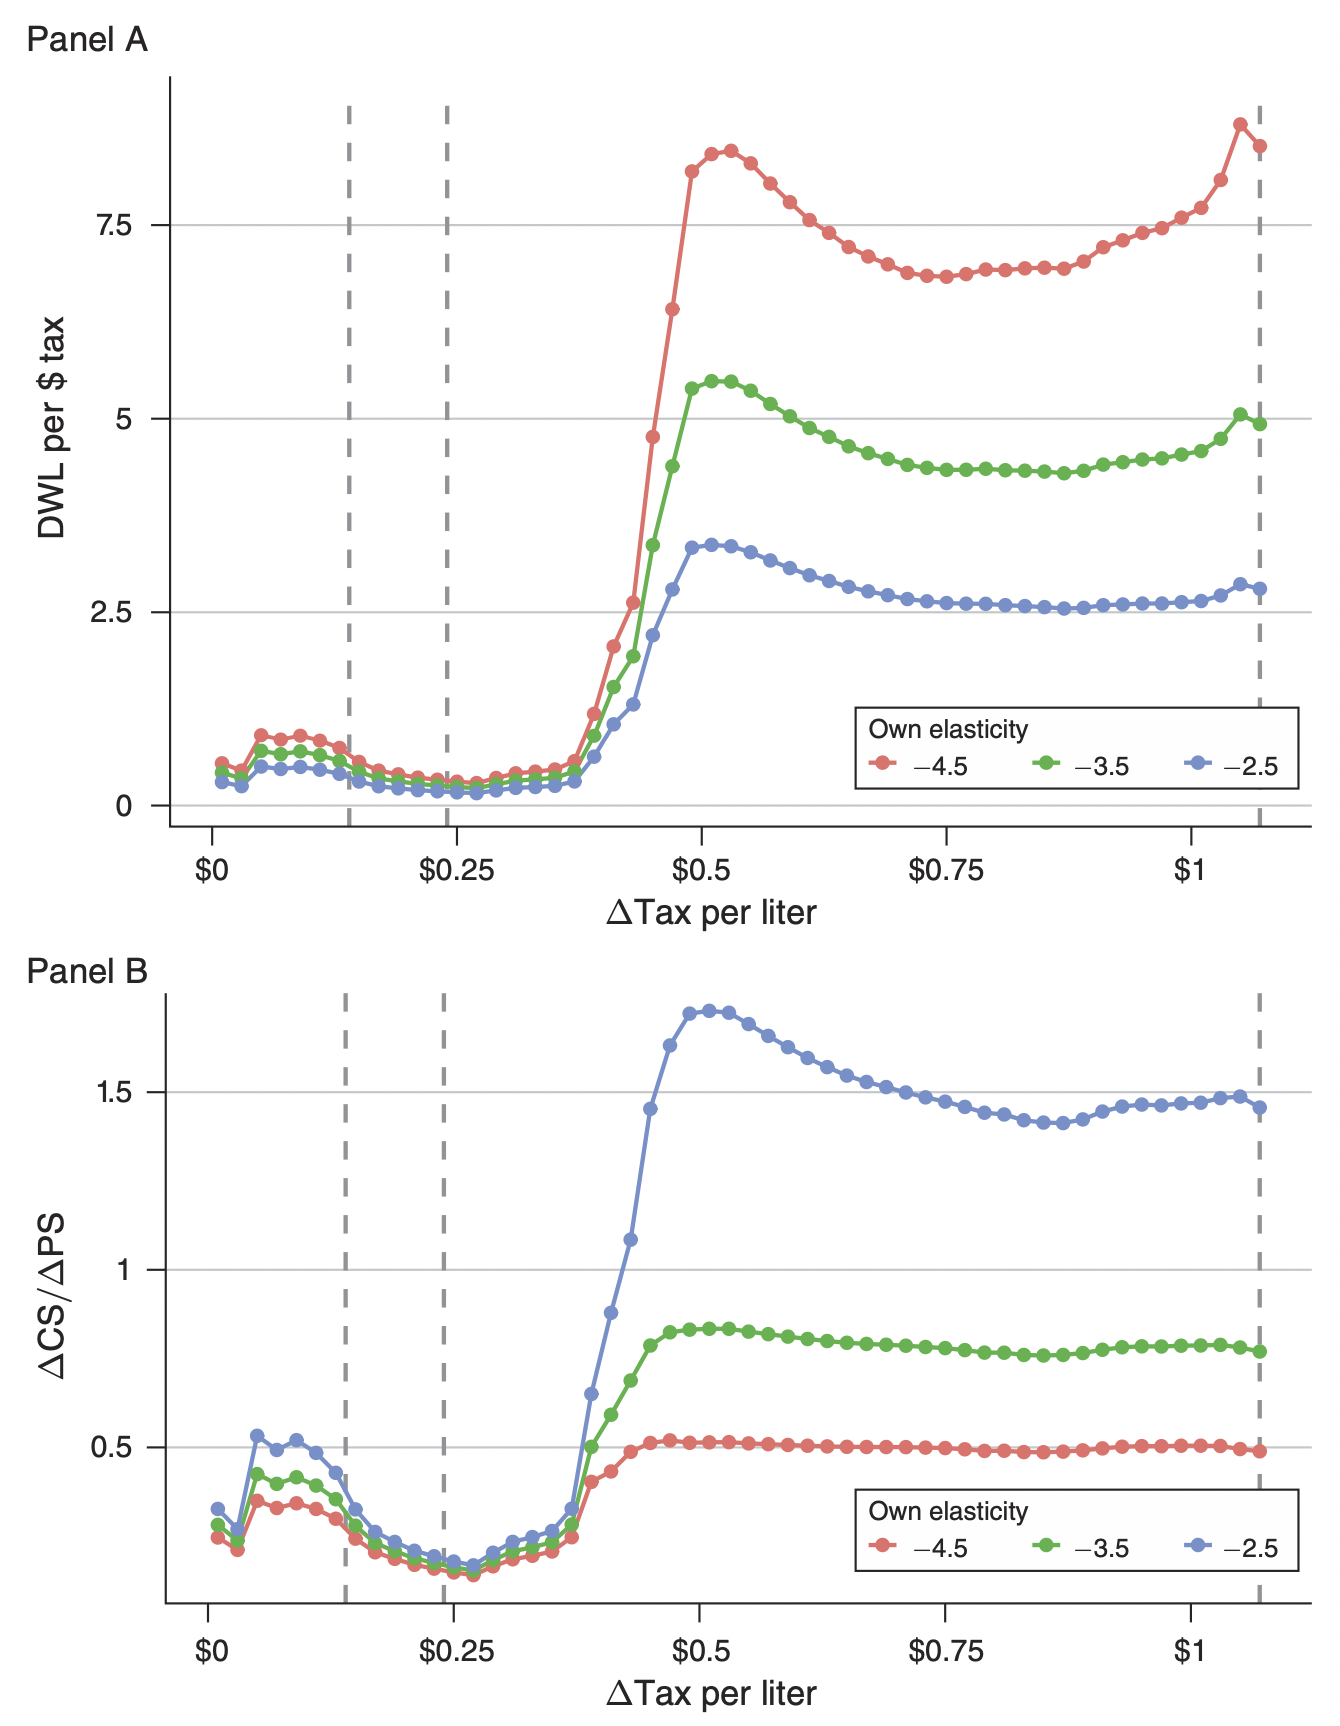 Panel A
DWL per $ tax
7.5
5
2.5
0
Own elasticity
−4.5 −3.5 −2.5
$0 $0.25 $0.5 $0.75 $1
ΔTax per liter
Panel B
ΔCS/ΔPS
1.5
1
0.5
Own elasticity
−4.5 −3.5 −2.5
$0 $0.25 $0.5 $0.75 $1
ΔTax per liter